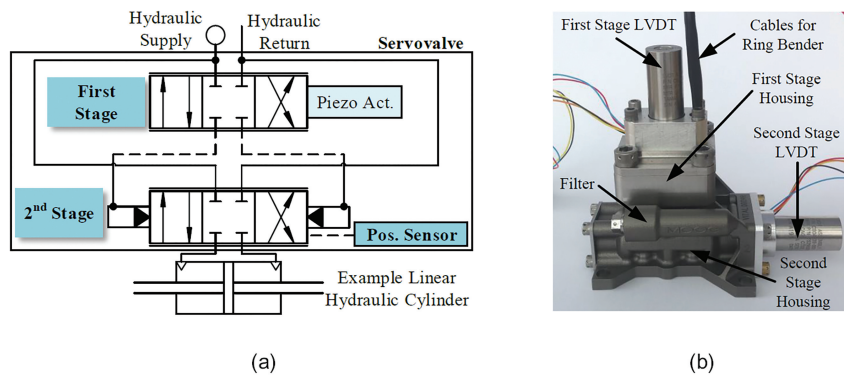 Hydraulic
Supply
Hydraulic
Return
Servovalve
First
Stage
Piezo Act.
2nd Stage
Pos. Sensor
Example Linear
Hydraulic Cylinder
(a)
First Stage LVDT
Cables for
Ring Bender
First Stage
Housing
Second Stage
LVDT
Filter
Second
Stage
Housing
(b)